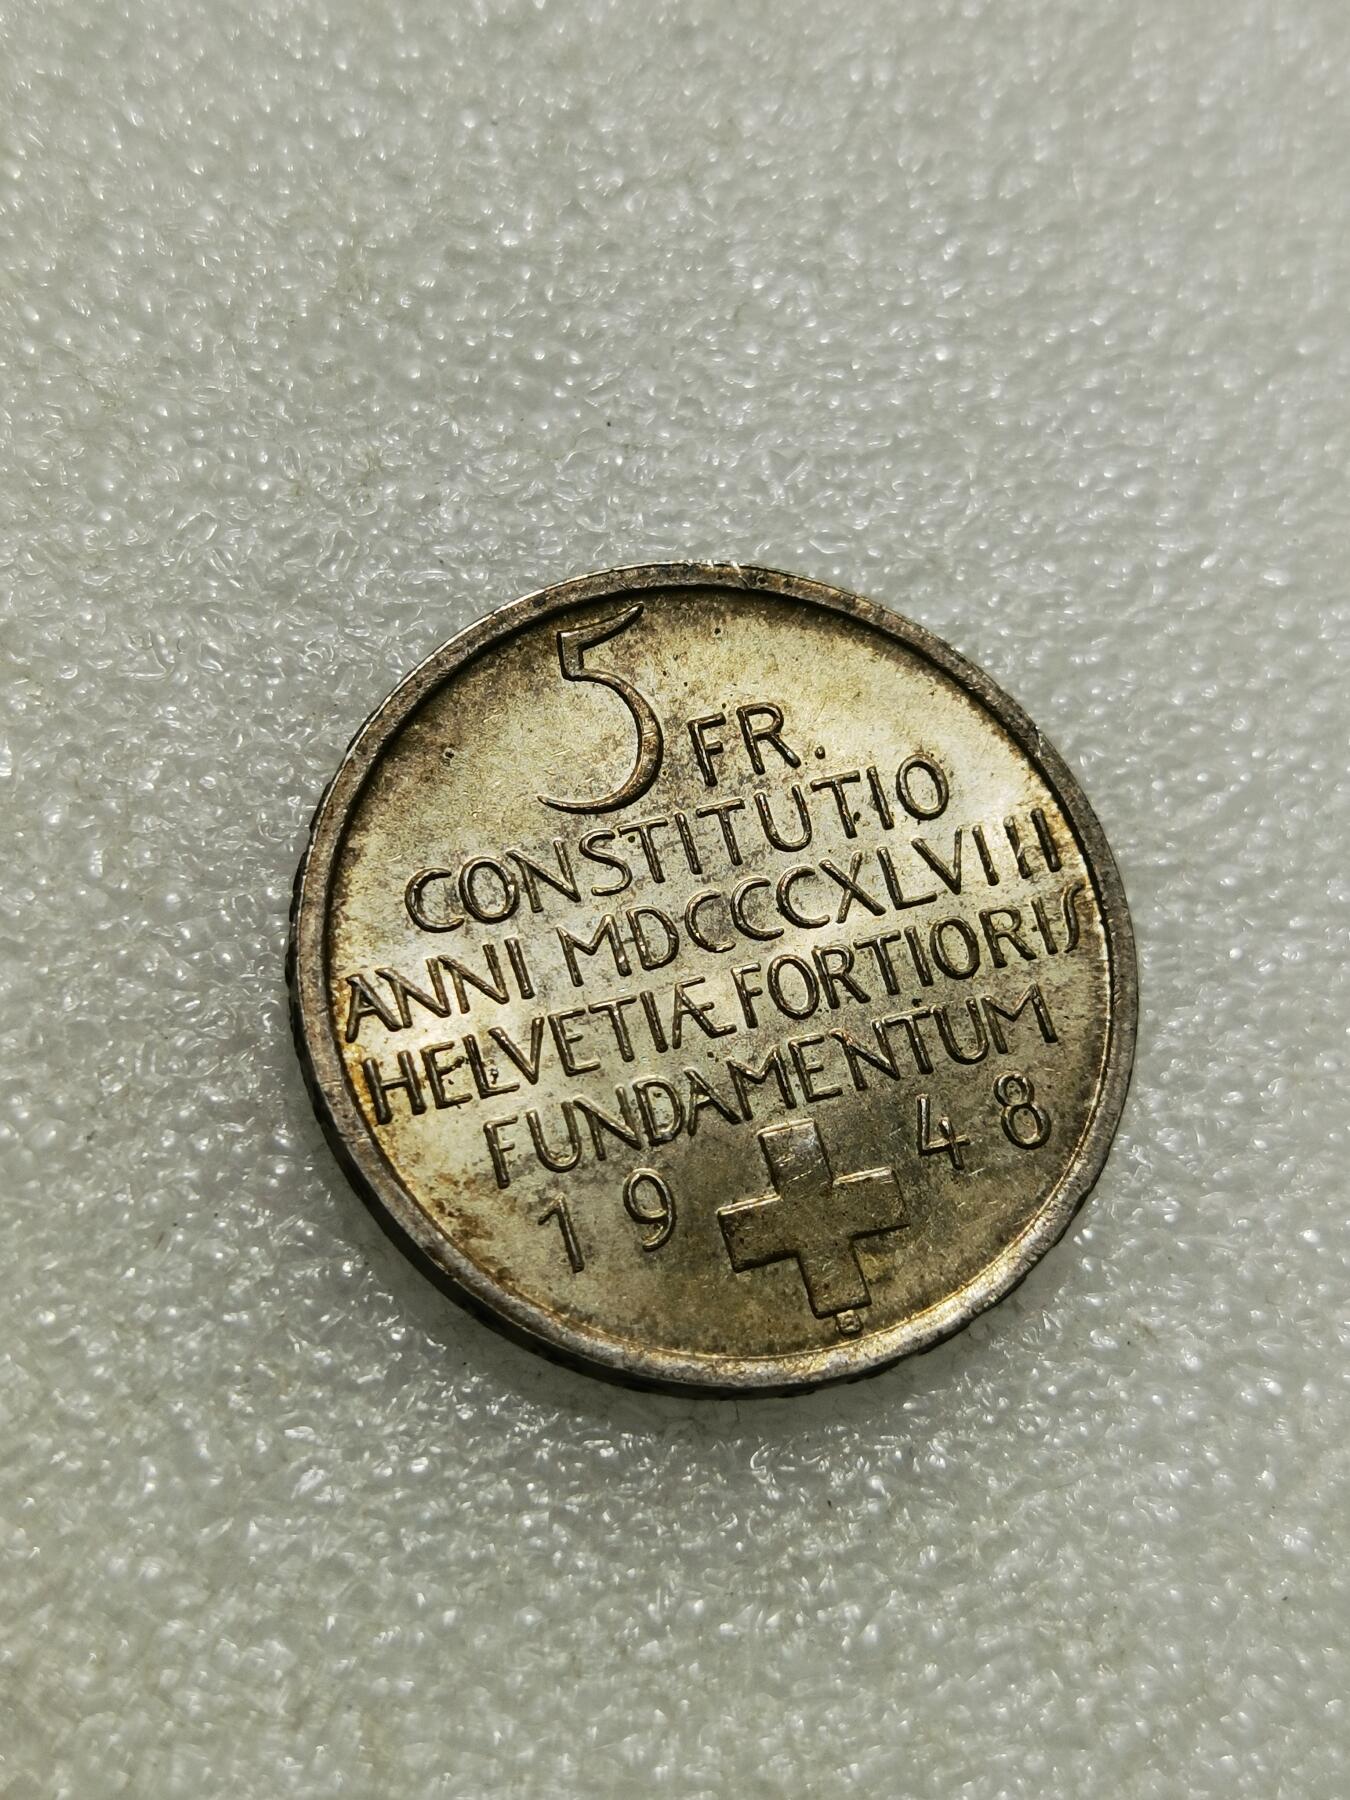 5 FR.
CONSTITUTIO
ANNI MDCCCXLVIII
HELVETIÆ FORTIORIS
FUNDAMENTUM
19 48
B